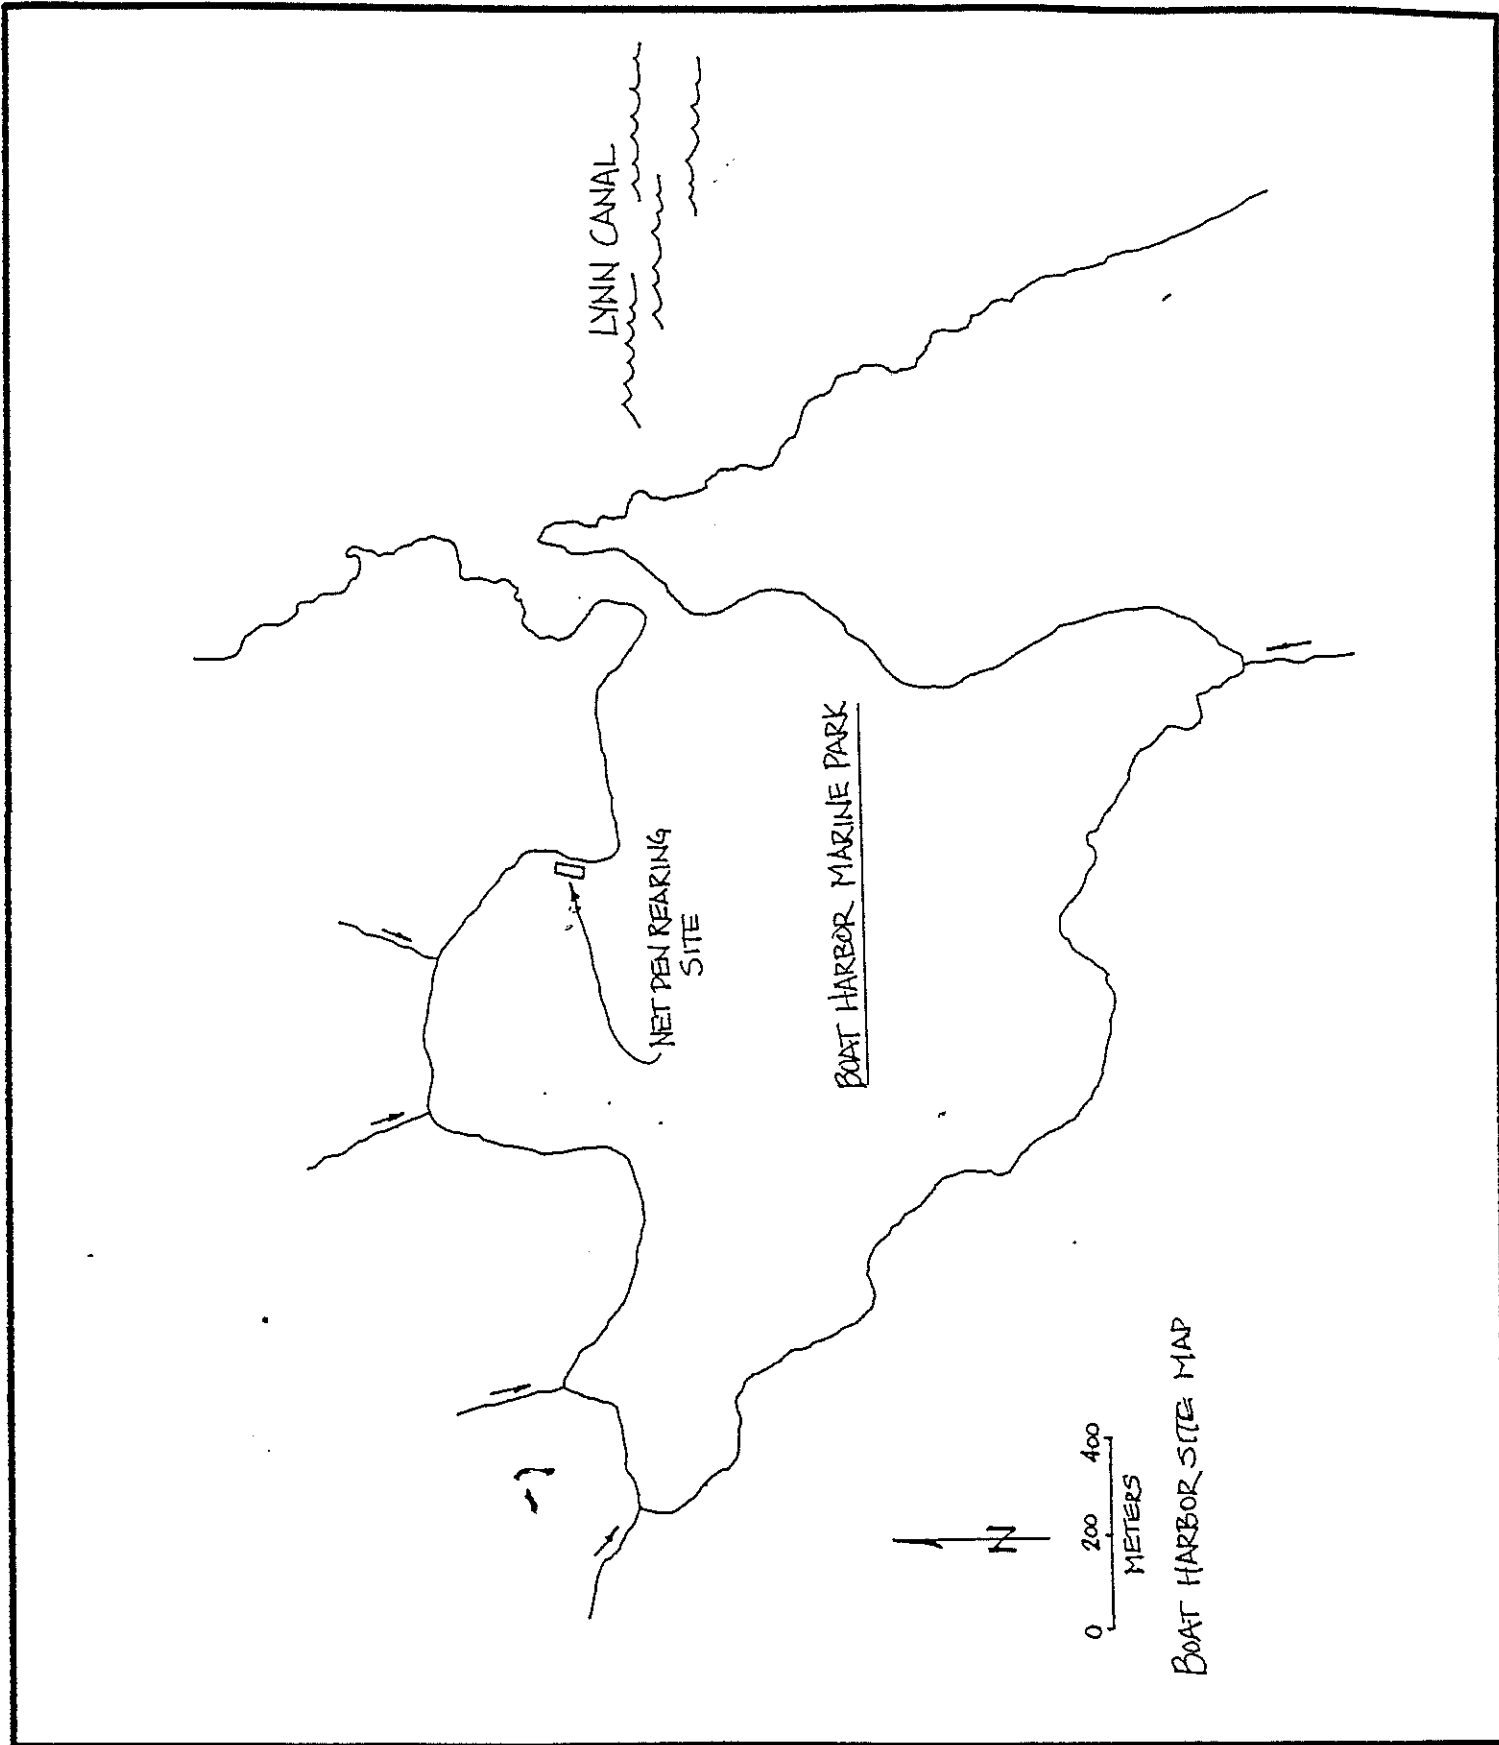 LYNN CANAL
NET PEN REARING
SITE
BOAT HARBOR MARINE PARK
N
0 200 400
METERS
BOAT HARBOR SITE MAP